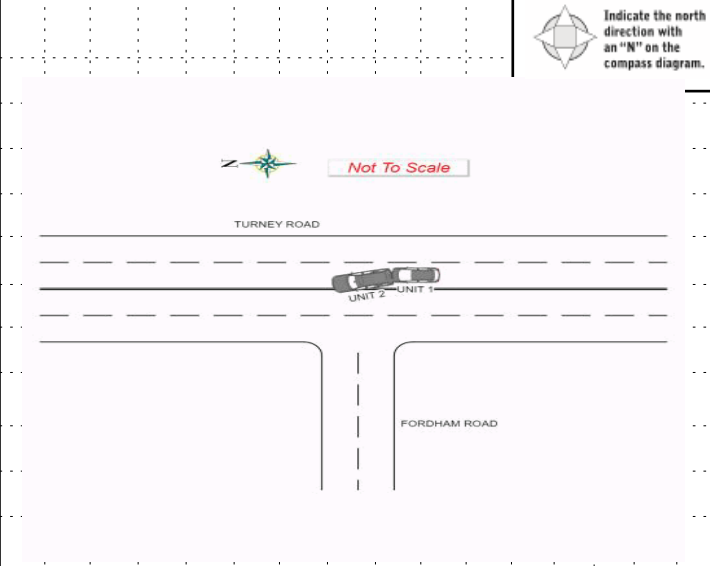 Indicate the north
direction with
an “N” on the
compass diagram.
N
Not To Scale
TURNEY ROAD
UNIT 2
UNIT 1
FORDHAM ROAD